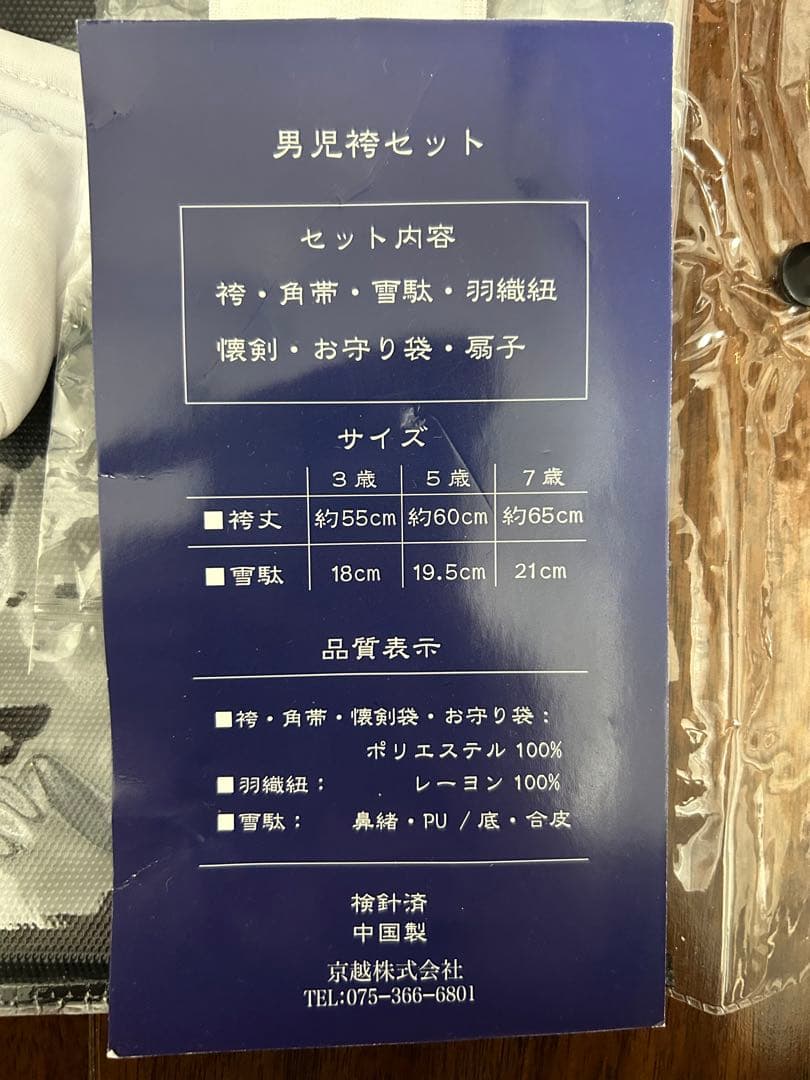 男児袴セット
セット内容
袴・角帯・雪駄・羽織紐
懐剣・お守り袋・扇子
サイズ
3歳 5歳 7歳
■袴丈 約55cm 約60cm 約65cm
■雪駄 18cm 19.5cm 21cm
品質表示
■袴・角帯・懐剣袋・お守り袋:
ポリエステル 100%
■羽織紐: レーヨン 100%
■雪駄: 鼻緒・PU / 底・合皮
検針済
中国製
京越株式会社
TEL:075-366-6801